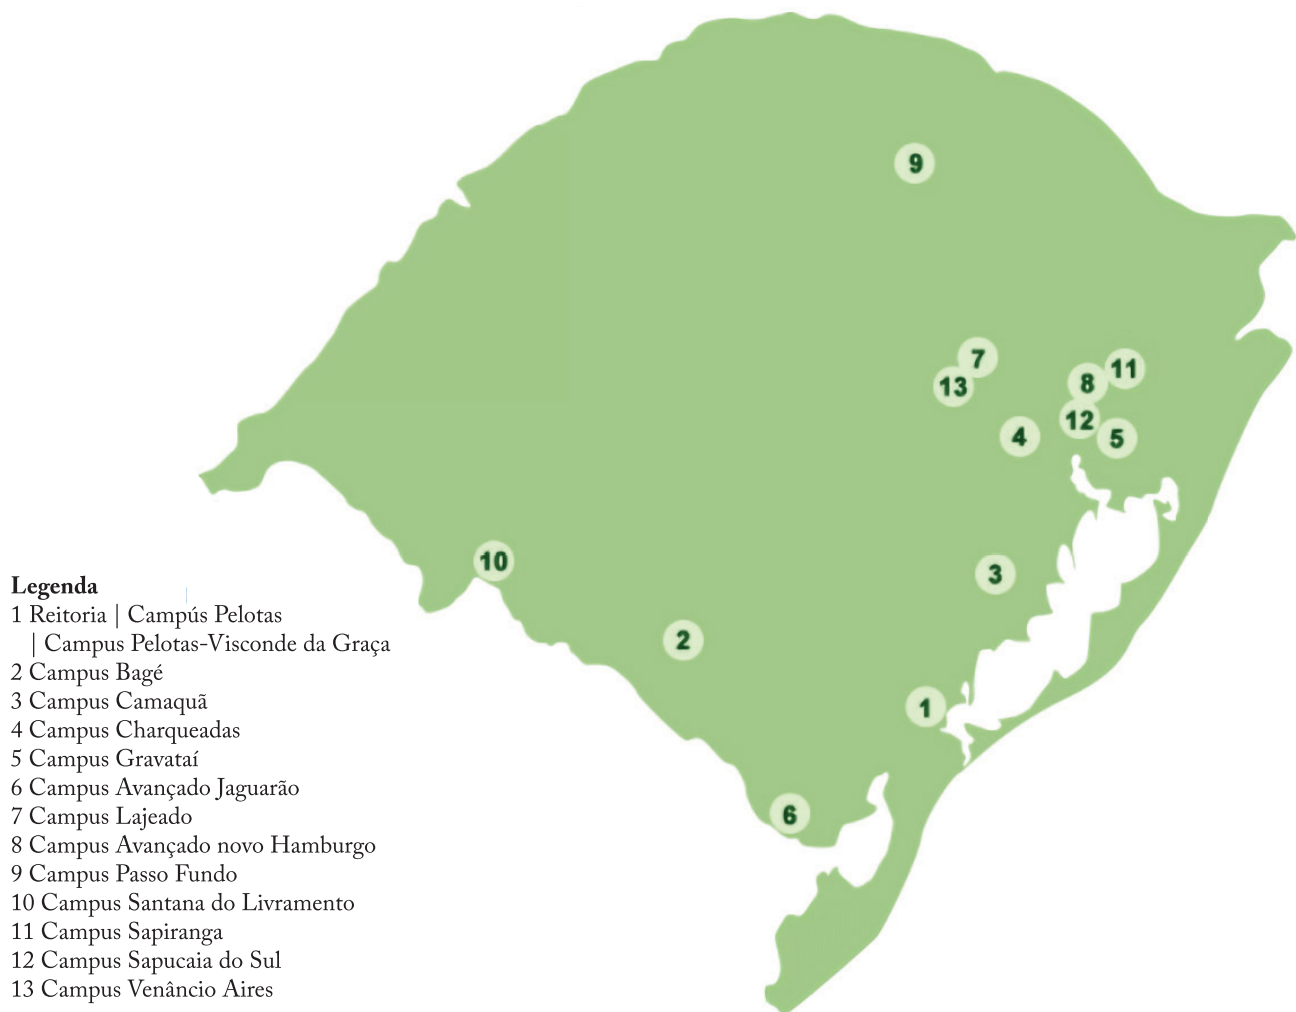 9
7
11
13
8
12
4
5
10
3
2
1
6
Legenda
1 Reitoria | Campús Pelotas
| Campus Pelotas-Visconde da Graça
2 Campus Bagé
3 Campus Camaquã
4 Campus Charqueadas
5 Campus Gravataí
6 Campus Avançado Jaguarão
7 Campus Lajeado
8 Campus Avançado novo Hamburgo
9 Campus Passo Fundo
10 Campus Santana do Livramento
11 Campus Sapiranga
12 Campus Sapucaia do Sul
13 Campus Venâncio Aires